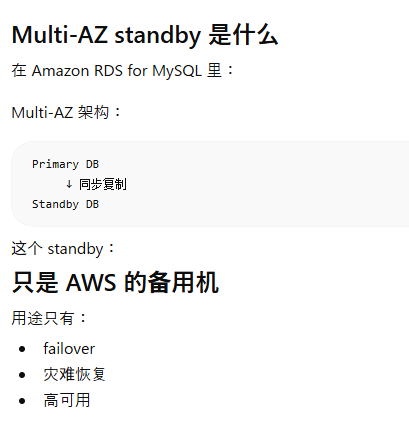 Multi-AZ standby 是什么
在 Amazon RDS for MySQL 里：
Multi-AZ 架构：
Primary DB
↓ 同步复制
Standby DB
这个 standby：
只是 AWS 的备用机
用途只有：
• failover
• 灾难恢复
• 高可用